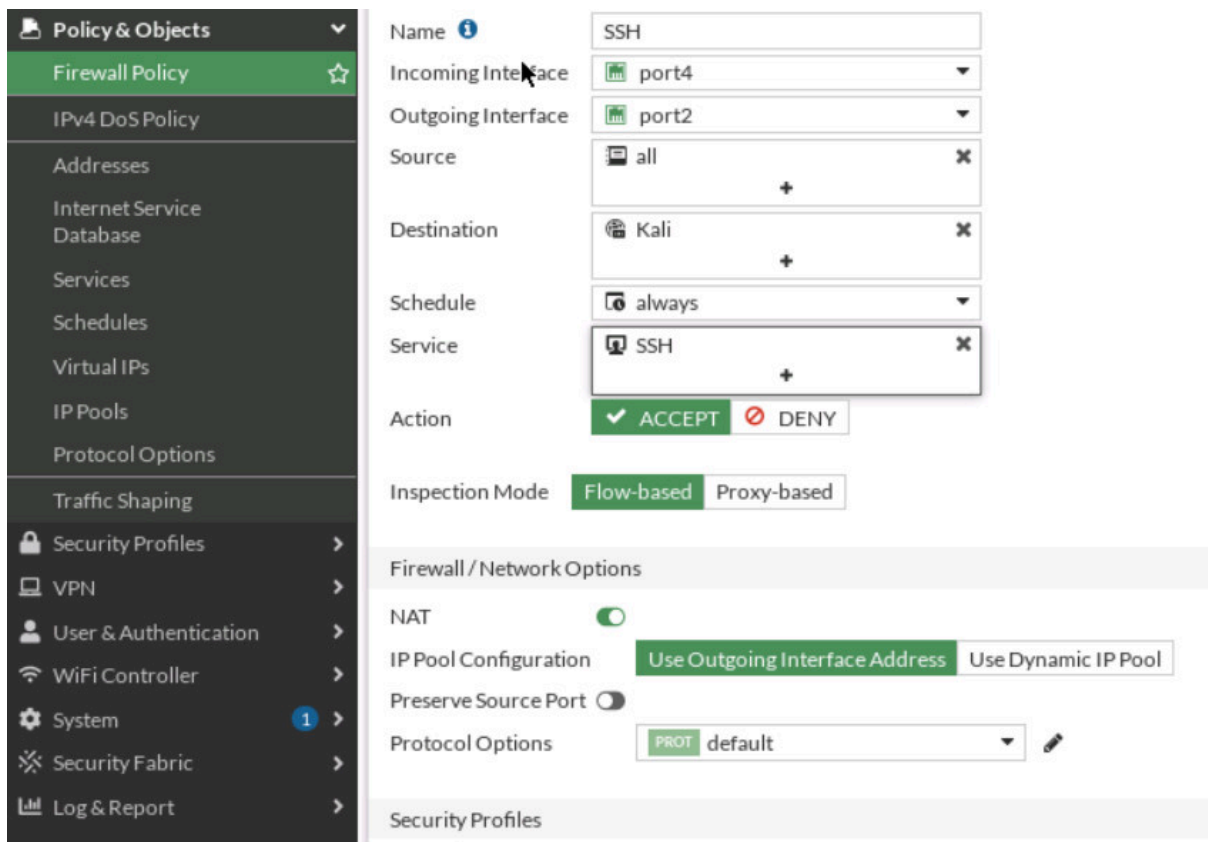 Policy & Objects
Firewall Policy
IPv4 DoS Policy
Addresses
Internet Service
Database
Services
Schedules
Virtual IPs
IP Pools
Protocol Options
Traffic Shaping
Security Profiles
VPN
User & Authentication
WiFi Controller
System 1
Security Fabric
Log & Report
Name SSH
Incoming Interface port4
Outgoing Interface port2
Source all
Destination Kali
Schedule always
Service SSH
Action ACCEPT DENY
Inspection Mode Flow-based Proxy-based
Firewall / Network Options
NAT
IP Pool Configuration Use Outgoing Interface Address Use Dynamic IP Pool
Preserve Source Port
Protocol Options PROT default
Security Profiles